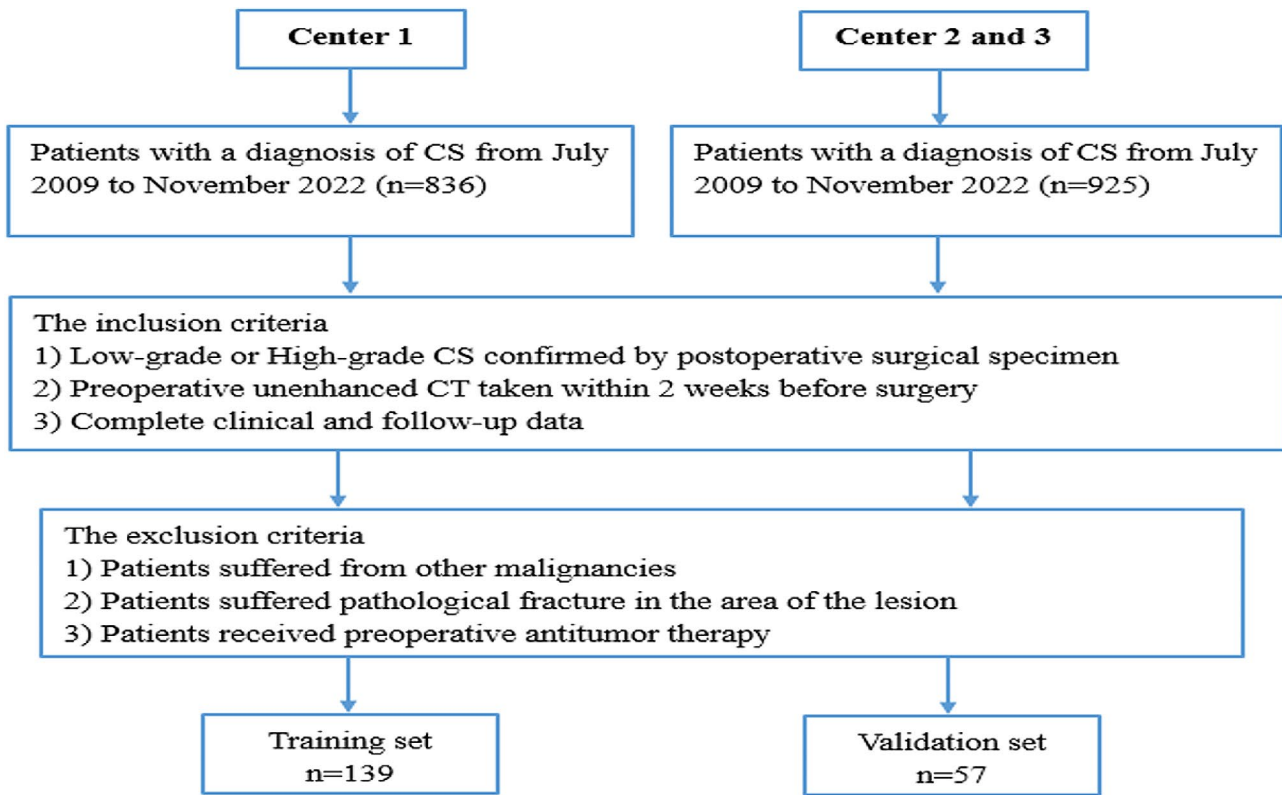 Center 1
Center 2 and 3
Patients with a diagnosis of CS from July
2009 to November 2022 (n=836)
Patients with a diagnosis of CS from July
2009 to November 2022 (n=925)
The inclusion criteria
1) Low-grade or High-grade CS confirmed by postoperative surgical specimen
2) Preoperative unenhanced CT taken within 2 weeks before surgery
3) Complete clinical and follow-up data
The exclusion criteria
1) Patients suffered from other malignancies
2) Patients suffered pathological fracture in the area of the lesion
3) Patients received preoperative antitumor therapy
Training set
n=139
Validation set
n=57